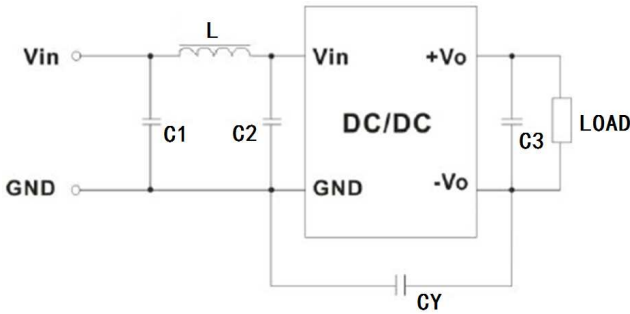 L
Vin
Vin
+Vo
C1
C2
DC/DC
C3
LOAD
GND
GND
-Vo
CY